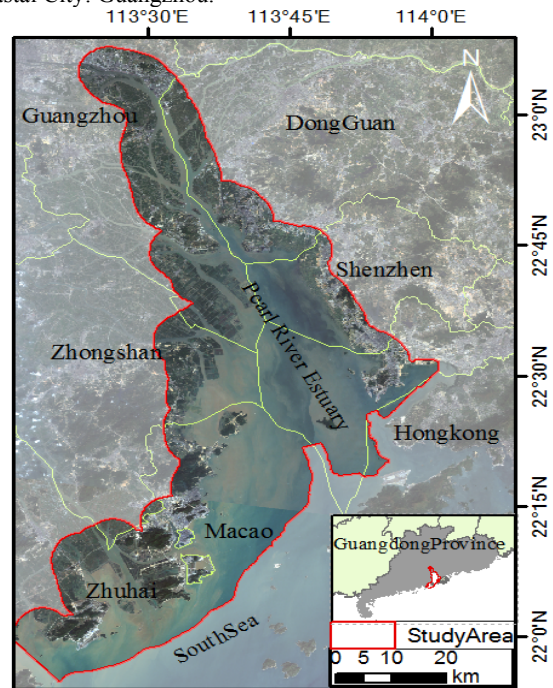 113°30'E 113°45'E 114°0'E
N
Guangzhou
DongGuan
23°0'N
22°45'N
Shenzhen
Pearl River Estuary
Zhongshan
22°30'N
Hongkong
22°15'N
Macao
GuangdongProvince
Zhuhai
SouthSea
StudyArea
22°0'N
0 5 10 20
km